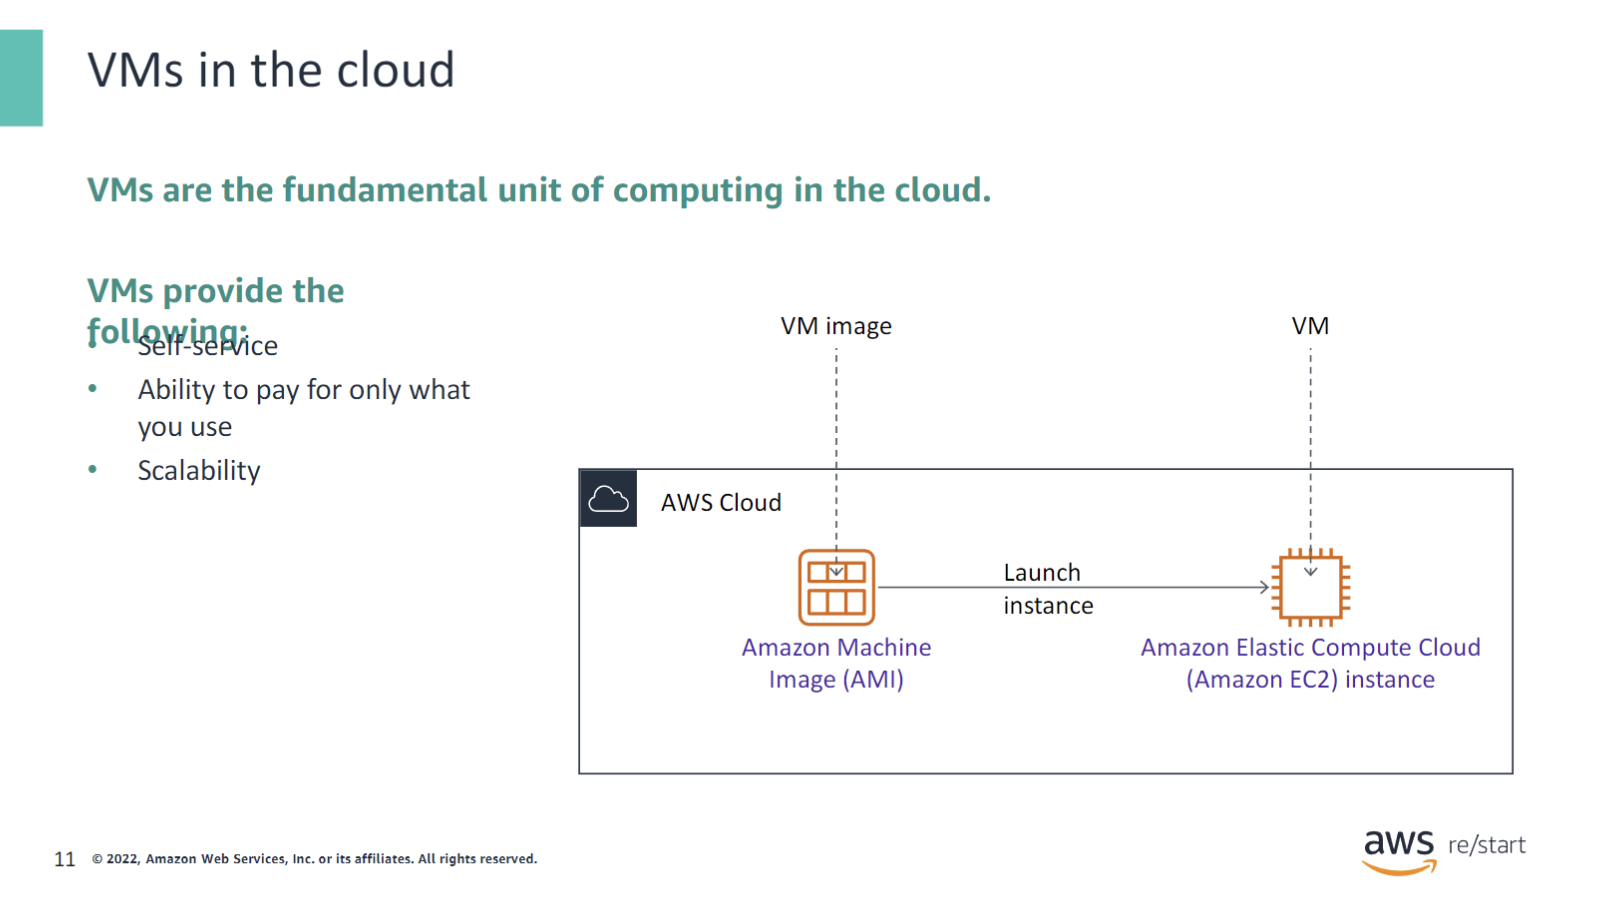 VMs in the cloud
VMs are the fundamental unit of computing in the cloud.
VMs provide the
following:
• Self-service
• Ability to pay for only what
you use
• Scalability
VM image
VM
AWS Cloud
Launch
instance
Amazon Machine
Image (AMI)
Amazon Elastic Compute Cloud
(Amazon EC2) instance
11 © 2022, Amazon Web Services, Inc. or its affiliates. All rights reserved.
aws re/start